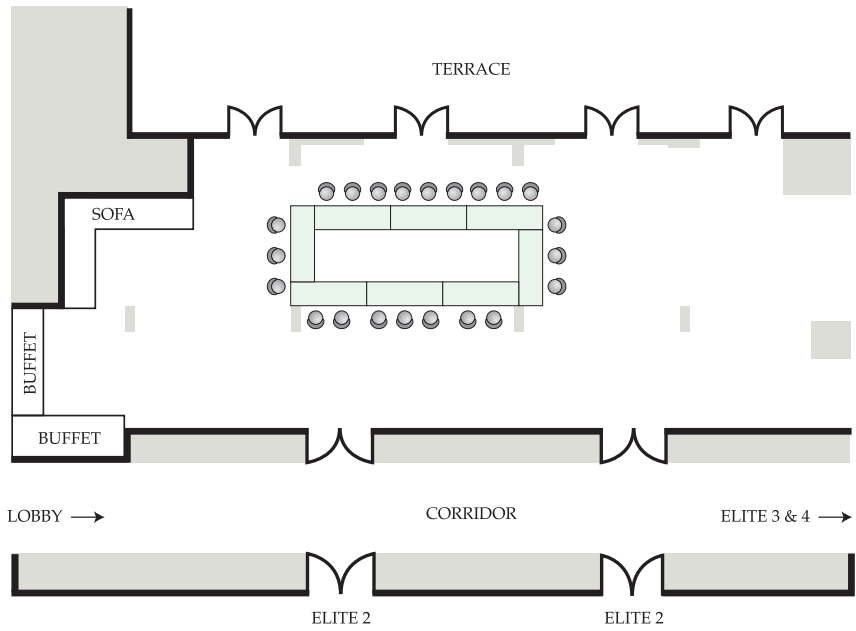 TERRACE
SOFA
BUFFET
BUFFET
LOBBY
CORRIDOR
ELITE 3 & 4
ELITE 2
ELITE 2